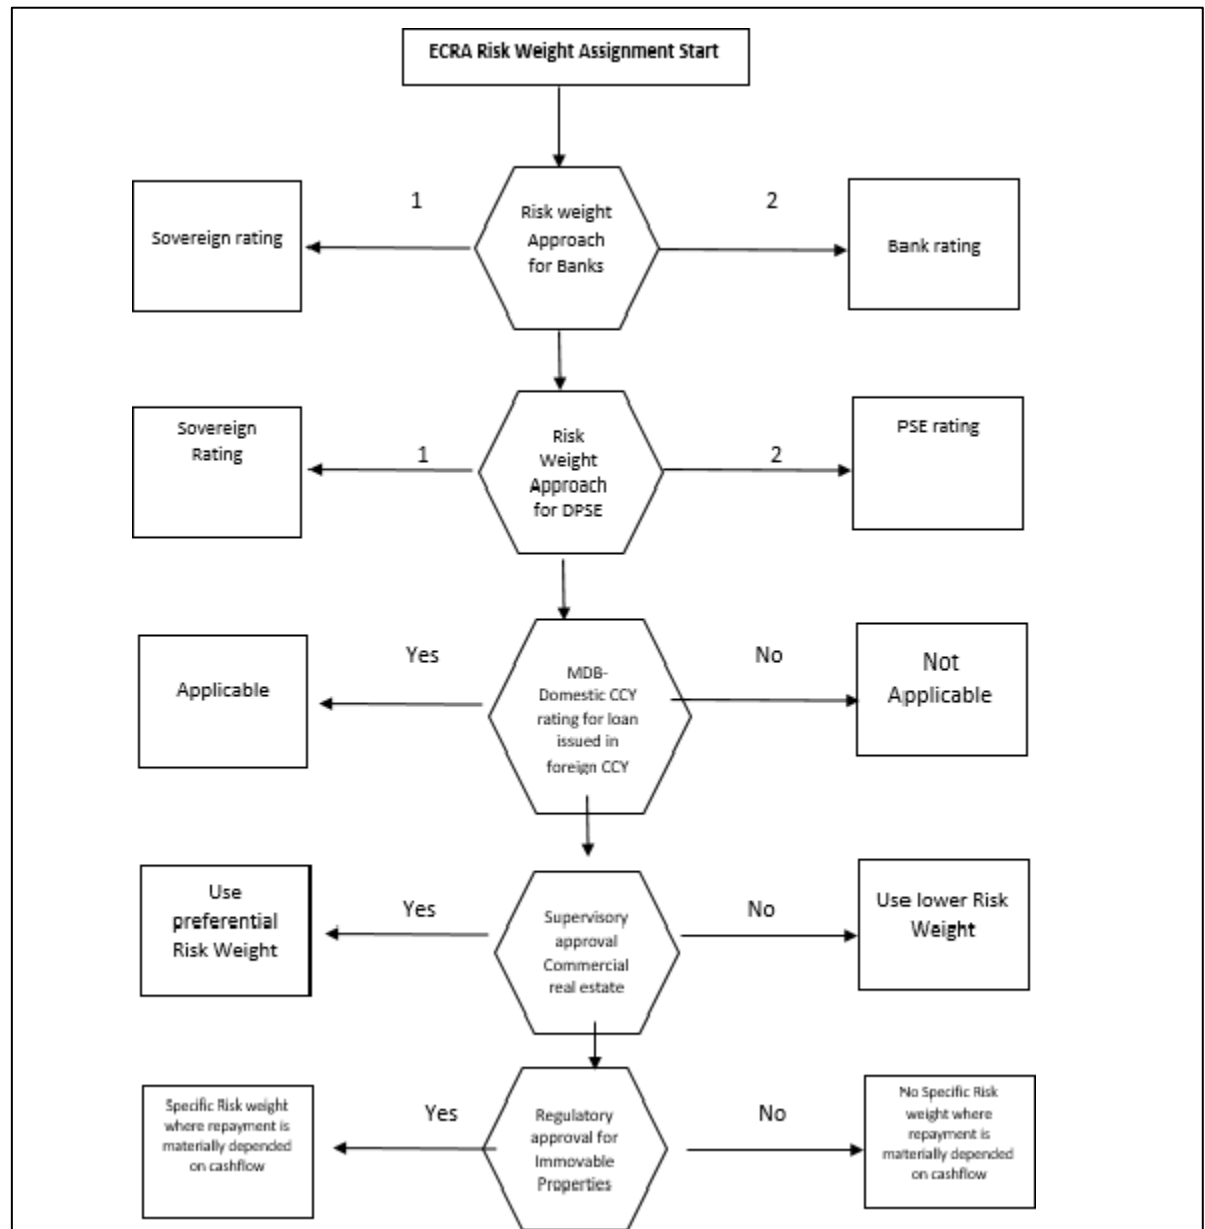 ECRA Risk Weight Assignment Start
1
2
Risk weight
Approach
for Banks
Sovereign rating
Bank rating
Sovereign
Rating
1
Risk
Weight
Approach
for DPSE
2
PSE rating
Yes
No
Applicable
MDB-
Domestic CCY
rating for loan
issued in
foreign CCY
Not
Applicable
Use
preferential
Risk Weight
Yes
Supervisory
approval
Commercial
real estate
No
Use lower Risk
Weight
Specific Risk weight
where repayment is
materially depended
on cashflow
Yes
Regulatory
approval for
Immovable
Properties
No
No Specific Risk
weight where
repayment is
materially depended
on cashflow